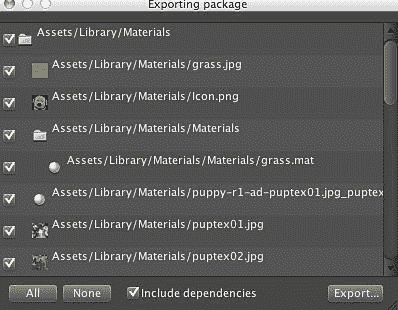 Exporting package
Assets/Library/Materials
Assets/Library/Materials/grass.jpg
Assets/Library/Materials/Icon.png
Assets/Library/Materials/Materials
Assets/Library/Materials/Materials/grass.mat
Assets/Library/Materials/puppy-r1-ad-puptex01.jpg_puptex
Assets/Library/Materials/puptex01.jpg
Assets/Library/Materials/puptex02.jpg
All None Include dependencies Export...